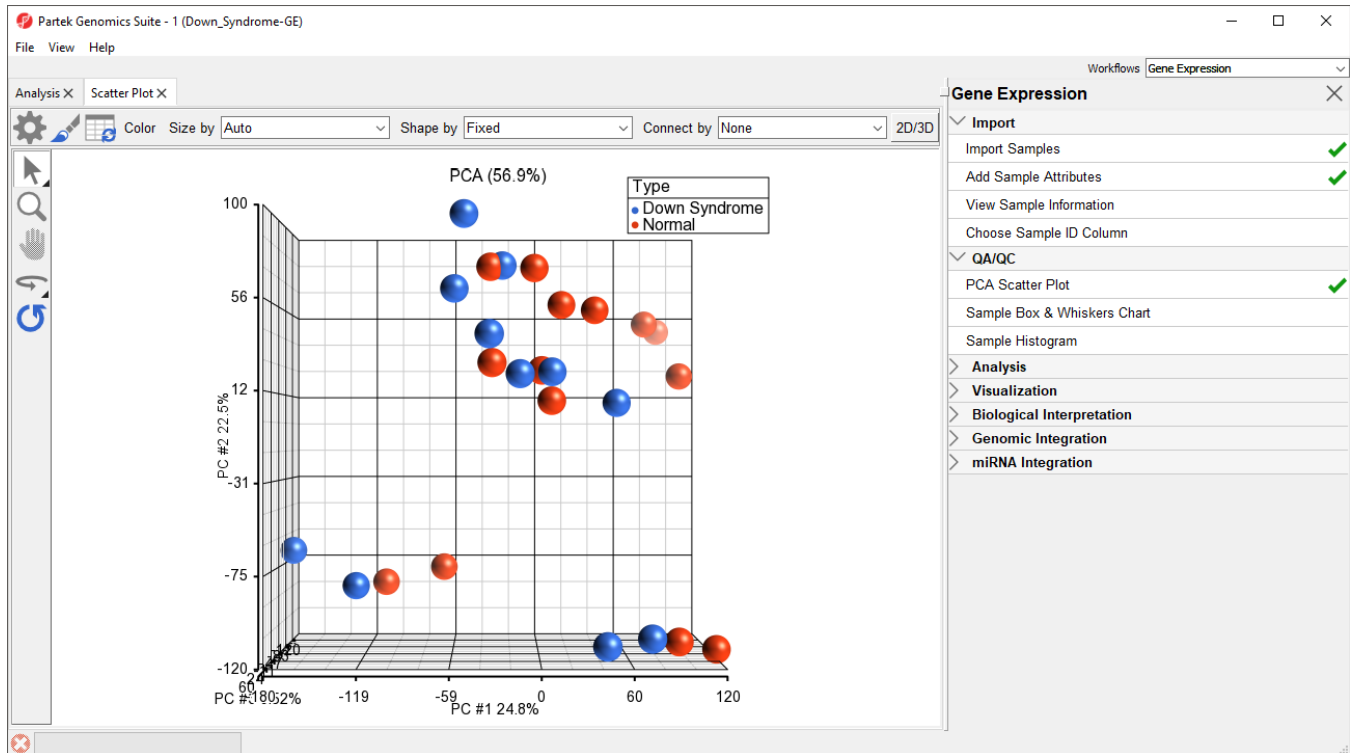 Partek Genomics Suite - 1 (Down_Syndrome-GE)
File View Help
Workflows Gene Expression
Analysis Scatter Plot
Gene Expression
Color Size by Auto Shape by Fixed Connect by None 2D/3D
Import
Import Samples
Add Sample Attributes
View Sample Information
Choose Sample ID Column
QA/QC
PCA Scatter Plot
Sample Box & Whiskers Chart
Sample Histogram
Analysis
Visualization
Biological Interpretation
Genomic Integration
miRNA Integration
PCA (56.9%)
Type
Down Syndrome
Normal
100
56
12
-31
-75
-120
PC #2 22.5%
-180 -119 -59 0 60 120
PC #1 24.8%